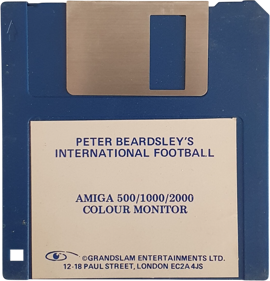 PETER BEARDSLEY'S
INTERNATIONAL FOOTBALL
AMIGA 500/1000/2000
COLOUR MONITOR
©GRANDSLAM ENTERTAINMENTS LTD.
12-18 PAUL STREET, LONDON EC2A 4JS